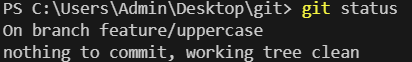 PS C:\Users\Admin\Desktop\git> git status
On branch feature/uppercase
nothing to commit, working tree clean